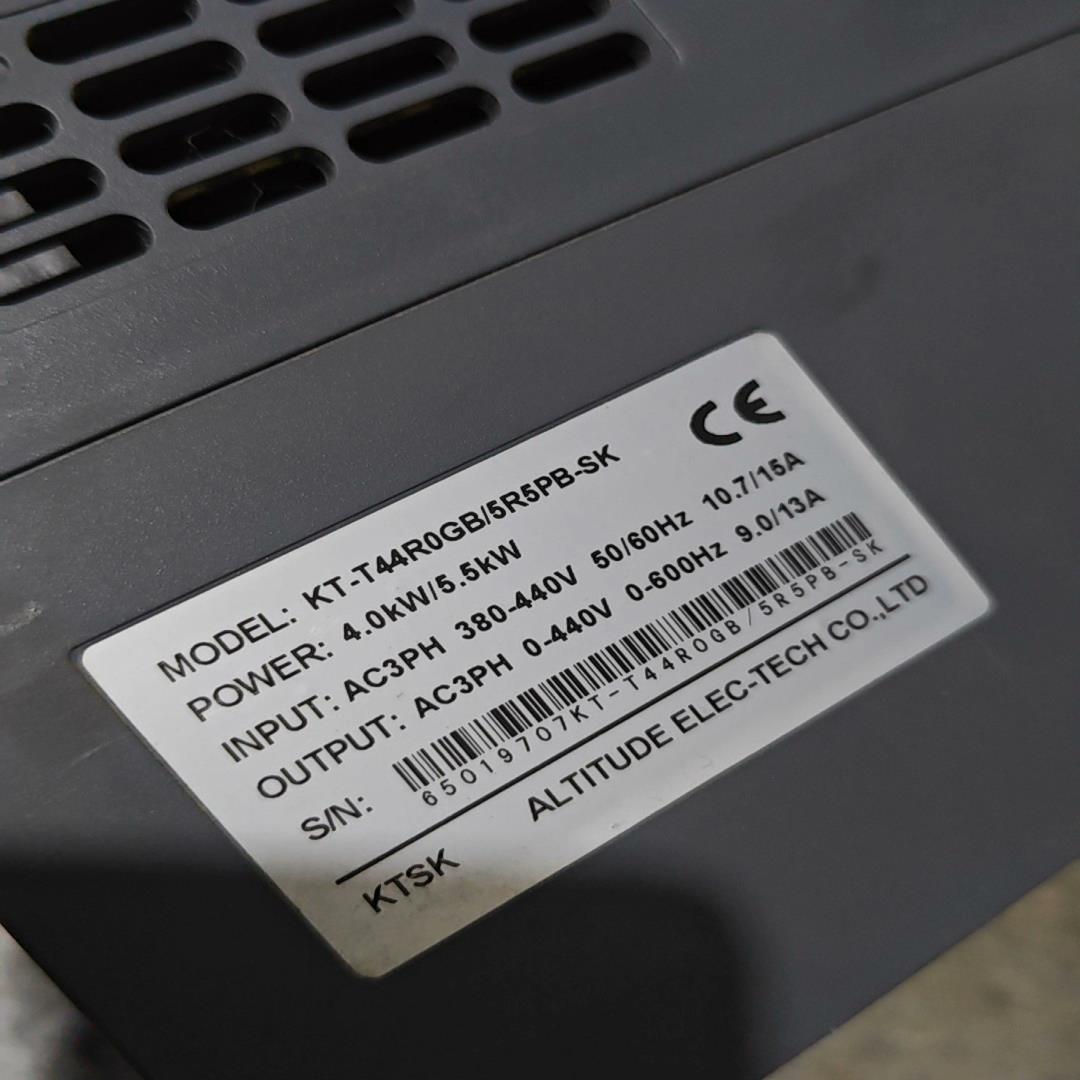 CE
MODEL: KT-T44R0GB/5R5PB-SK
POWER: 4.0kW/5.5kW
INPUT: AC3PH 380-440V 50/60Hz 10.7/15A
OUTPUT: AC3PH 0-440V 0-600Hz 9.0/13A
S/N:
65019707KT-T44R0GB/5R5PB-SK
KTSK ALTITUDE ELEC-TECH CO.,LTD